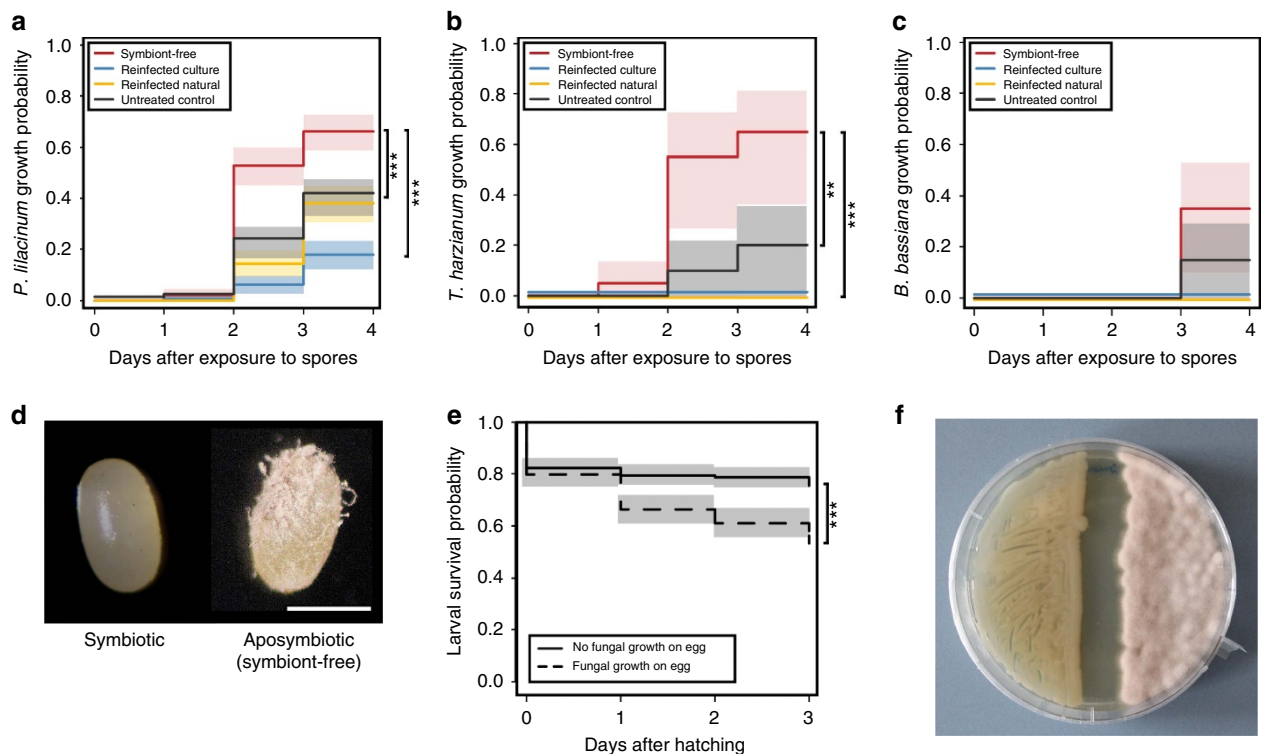 a
P. lilacinum growth probability
1.0
0.8
0.6
0.4
0.2
0.0
Symbiont-free
Reinfected culture
Reinfected natural
Untreated control
***
***
0 1 2 3 4
Days after exposure to spores
b
T. harzianum growth probability
1.0
0.8
0.6
0.4
0.2
0.0
Symbiont-free
Reinfected culture
Reinfected natural
Untreated control
**
***
0 1 2 3 4
Days after exposure to spores
c
B. bassiana growth probability
1.0
0.8
0.6
0.4
0.2
0.0
Symbiont-free
Reinfected culture
Reinfected natural
Untreated control
0 1 2 3 4
Days after exposure to spores
d
Symbiotic
Aposymbiotic
(symbiont-free)
e
Larval survival probability
1.0
0.8
0.6
0.4
0.2
0.0
***
No fungal growth on egg
Fungal growth on egg
0 1 2 3
Days after hatching
f